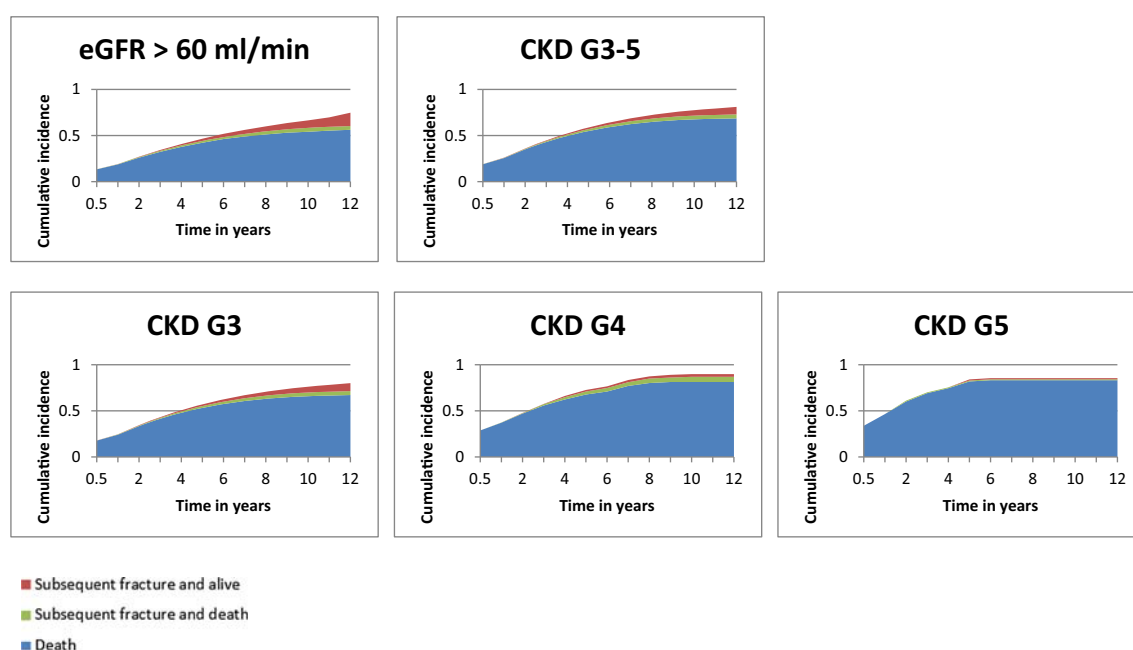 eGFR > 60 ml/min
Cumulative incidence
1
0.5
0
0.5 2 4 6 8 10 12
Time in years
CKD G3-5
Cumulative incidence
1
0.5
0
0.5 2 4 6 8 10 12
Time in years
CKD G3
Cumulative incidence
1
0.5
0
0.5 2 4 6 8 10 12
Time in years
CKD G4
Cumulative incidence
1
0.5
0
0.5 2 4 6 8 10 12
Time in years
CKD G5
Cumulative incidence
1
0.5
0
0.5 2 4 6 8 10 12
Time in years
Subsequent fracture and alive
Subsequent fracture and death
Death